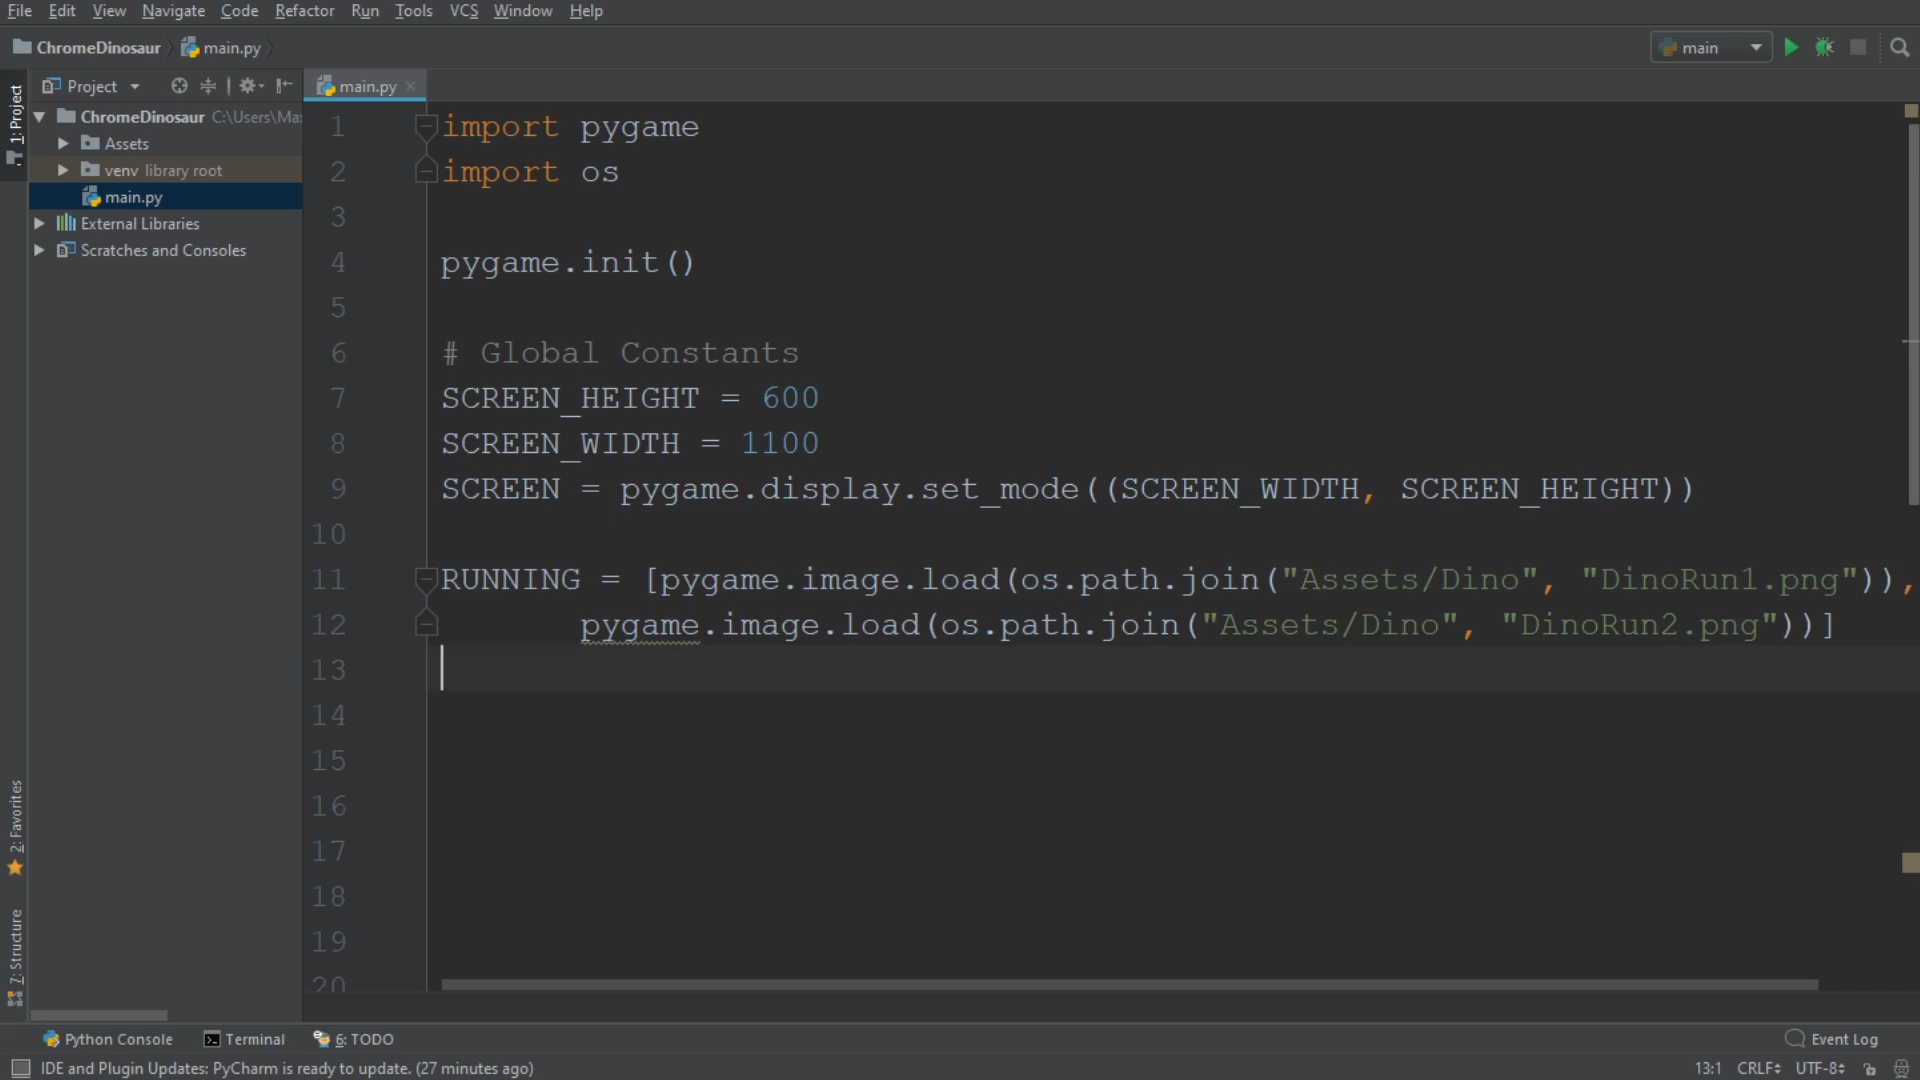 File Edit View Navigate Code Refactor Run Tools VCS Window Help
ChromeDinosaur main.py
main
1: Project
Project
main.py
ChromeDinosaur C:\Users\Ma
Assets
venv library root
main.py
External Libraries
Scratches and Consoles
1 import pygame
2 import os
3
4 pygame.init()
5
6 # Global Constants
7 SCREEN_HEIGHT = 600
8 SCREEN_WIDTH = 1100
9 SCREEN = pygame.display.set_mode((SCREEN_WIDTH, SCREEN_HEIGHT))
10
11 RUNNING = [pygame.image.load(os.path.join("Assets/Dino", "DinoRun1.png")),
12 pygame.image.load(os.path.join("Assets/Dino", "DinoRun2.png"))]
13
14
15
16
17
18
19
20
2: Favorites
7: Structure
Python Console Terminal 6: TODO
Event Log
IDE and Plugin Updates: PyCharm is ready to update. (27 minutes ago)
13:1 CRLF UTF-8